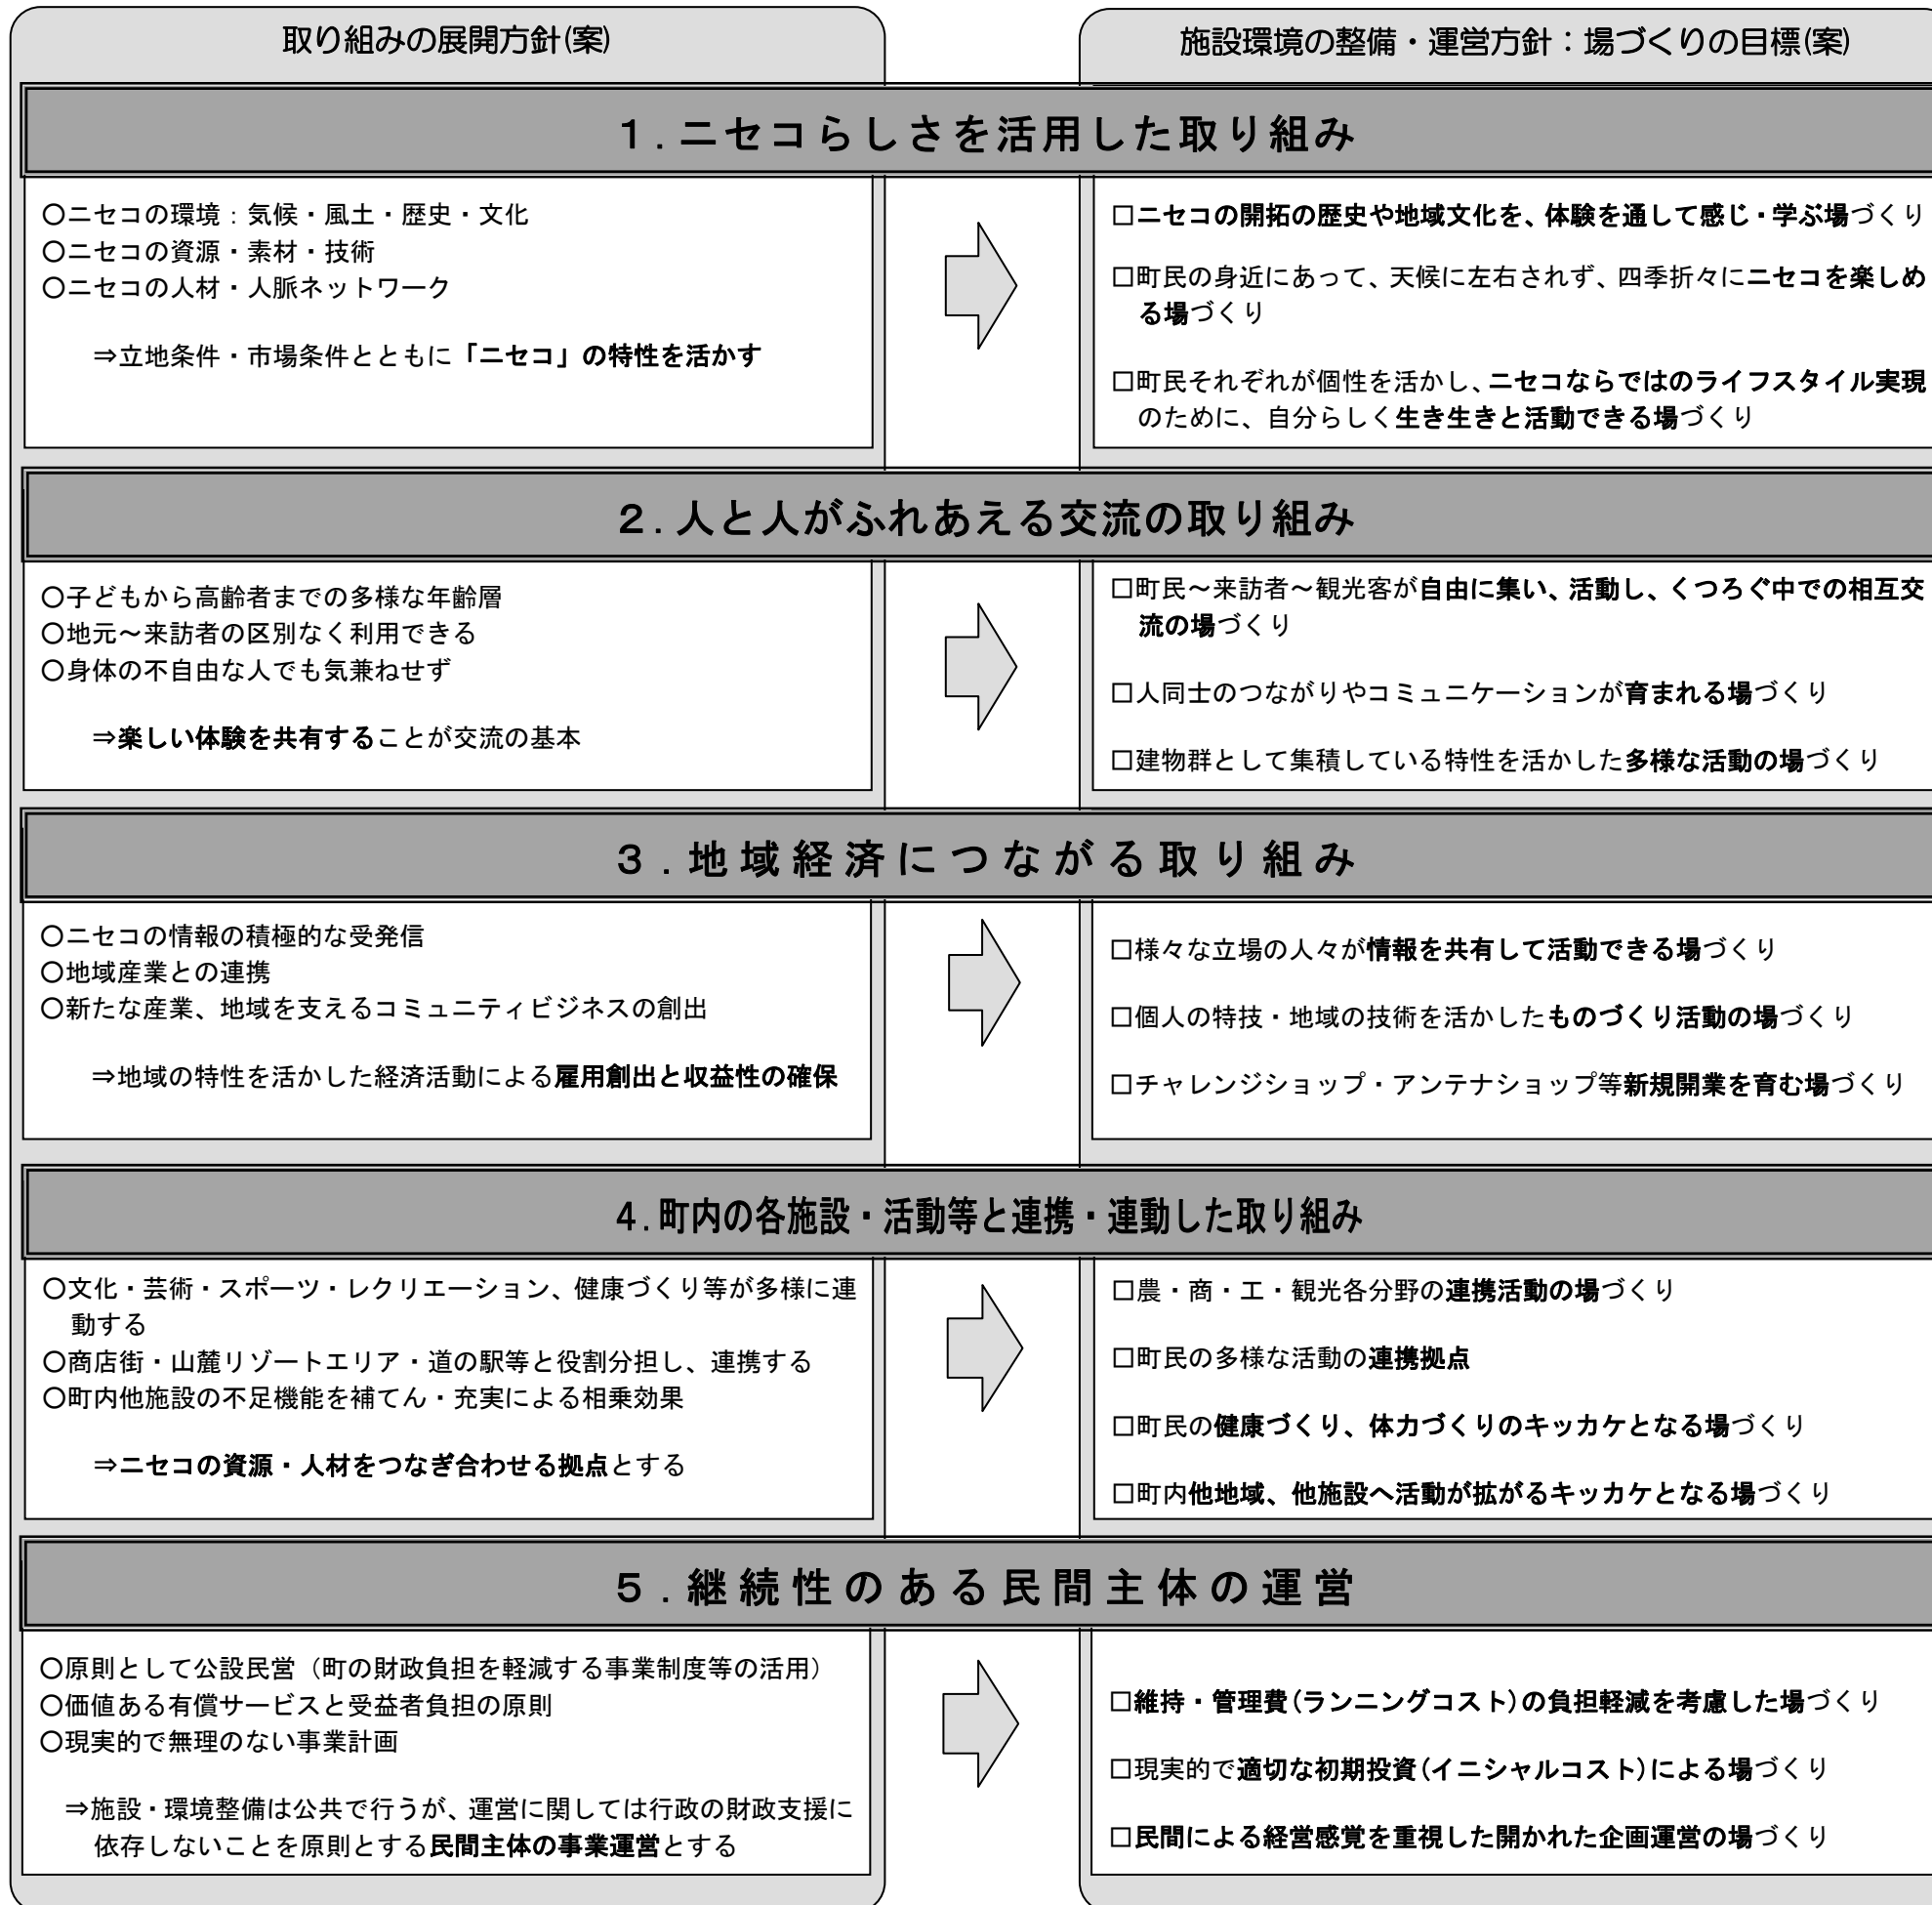 取り組みの展開方針(案)
施設環境の整備・運営方針：場づくりの目標(案)
１.ニセコらしさを活用した取り組み
○ニセコの環境：気候・風土・歴史・文化
○ニセコの資源・素材・技術
○ニセコの人材・人脈ネットワーク
⇒立地条件・市場条件とともに「ニセコ」の特性を活かす
□ニセコの開拓の歴史や地域文化を、体験を通して感じ・学ぶ場づくり
□町民の身近にあって、天候に左右されず、四季折々にニセコを楽しめ
る場づくり
□町民それぞれが個性を活かし、ニセコならではのライフスタイル実現
のために、自分らしく生き生きと活動できる場づくり
２.人と人がふれあえる交流の取り組み
○子どもから高齢者までの多様な年齢層
○地元～来訪者の区別なく利用できる
○身体の不自由な人でも気兼ねせず
⇒楽しい体験を共有することが交流の基本
□町民～来訪者～観光客が自由に集い、活動し、くつろぐ中での相互交
流の場づくり
□人同士のつながりやコミュニケーションが育まれる場づくり
□建物群として集積している特性を活かした多様な活動の場づくり
３.地域経済につながる取り組み
○ニセコの情報の積極的な受発信
○地域産業との連携
○新たな産業、地域を支えるコミュニティビジネスの創出
⇒地域の特性を活かした経済活動による雇用創出と収益性の確保
□様々な立場の人々が情報を共有して活動できる場づくり
□個人の特技・地域の技術を活かしたものづくり活動の場づくり
□チャレンジショップ・アンテナショップ等新規開業を育む場づくり
４.町内の各施設・活動等と連携・連動した取り組み
○文化・芸術・スポーツ・レクリエーション、健康づくり等が多様に連
動する
○商店街・山麓リゾートエリア・道の駅等と役割分担し、連携する
○町内他施設の不足機能を補てん・充実による相乗効果
⇒ニセコの資源・人材をつなぎ合わせる拠点とする
□農・商・工・観光各分野の連携活動の場づくり
□町民の多様な活動の連携拠点
□町民の健康づくり、体力づくりのキッカケとなる場づくり
□町内他地域、他施設へ活動が拡がるキッカケとなる場づくり
５.継続性のある民間主体の運営
○原則として公設民営（町の財政負担を軽減する事業制度等の活用）
○価値ある有償サービスと受益者負担の原則
○現実的で無理のない事業計画
⇒施設・環境整備は公共で行うが、運営に関しては行政の財政支援に
依存しないことを原則とする民間主体の事業運営とする
□維持・管理費(ランニングコスト)の負担軽減を考慮した場づくり
□現実的で適切な初期投資(イニシャルコスト)による場づくり
□民間による経営感覚を重視した開かれた企画運営の場づくり